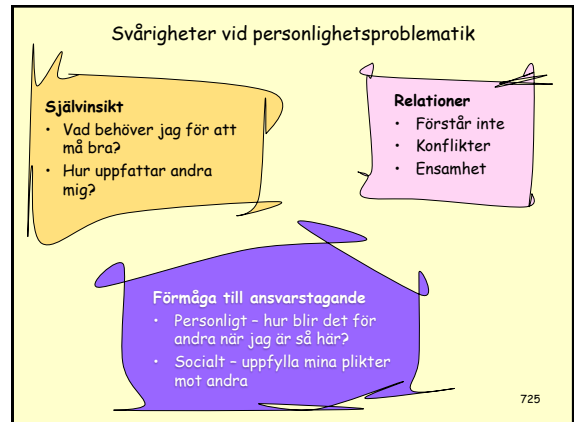 Svårigheter vid personlighetsproblematik
Självinsikt
• Vad behöver jag för att
må bra?
• Hur uppfattar andra
mig?
Relationer
• Förstår inte
• Konflikter
• Ensamhet
Förmåga till ansvarstagande
• Personligt – hur blir det för
andra när jag är så här?
• Socialt – uppfylla mina plikter
mot andra
725